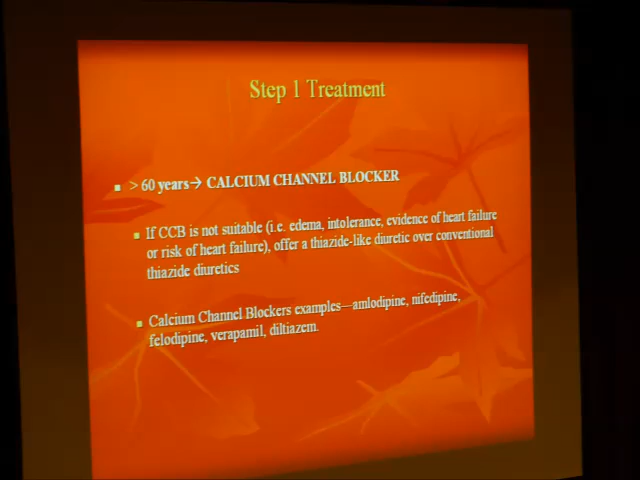 Step 1 Treatment
▪ > 60 years→ CALCIUM CHANNEL BLOCKER
▪ If CCB is not suitable (i.e. edema, intolerance, evidence of heart failure
or risk of heart failure), offer a thiazide-like diuretic over conventional
thiazide diuretics
▪ Calcium Channel Blockers examples—amlodipine, nifedipine,
felodipine, verapamil, diltiazem.